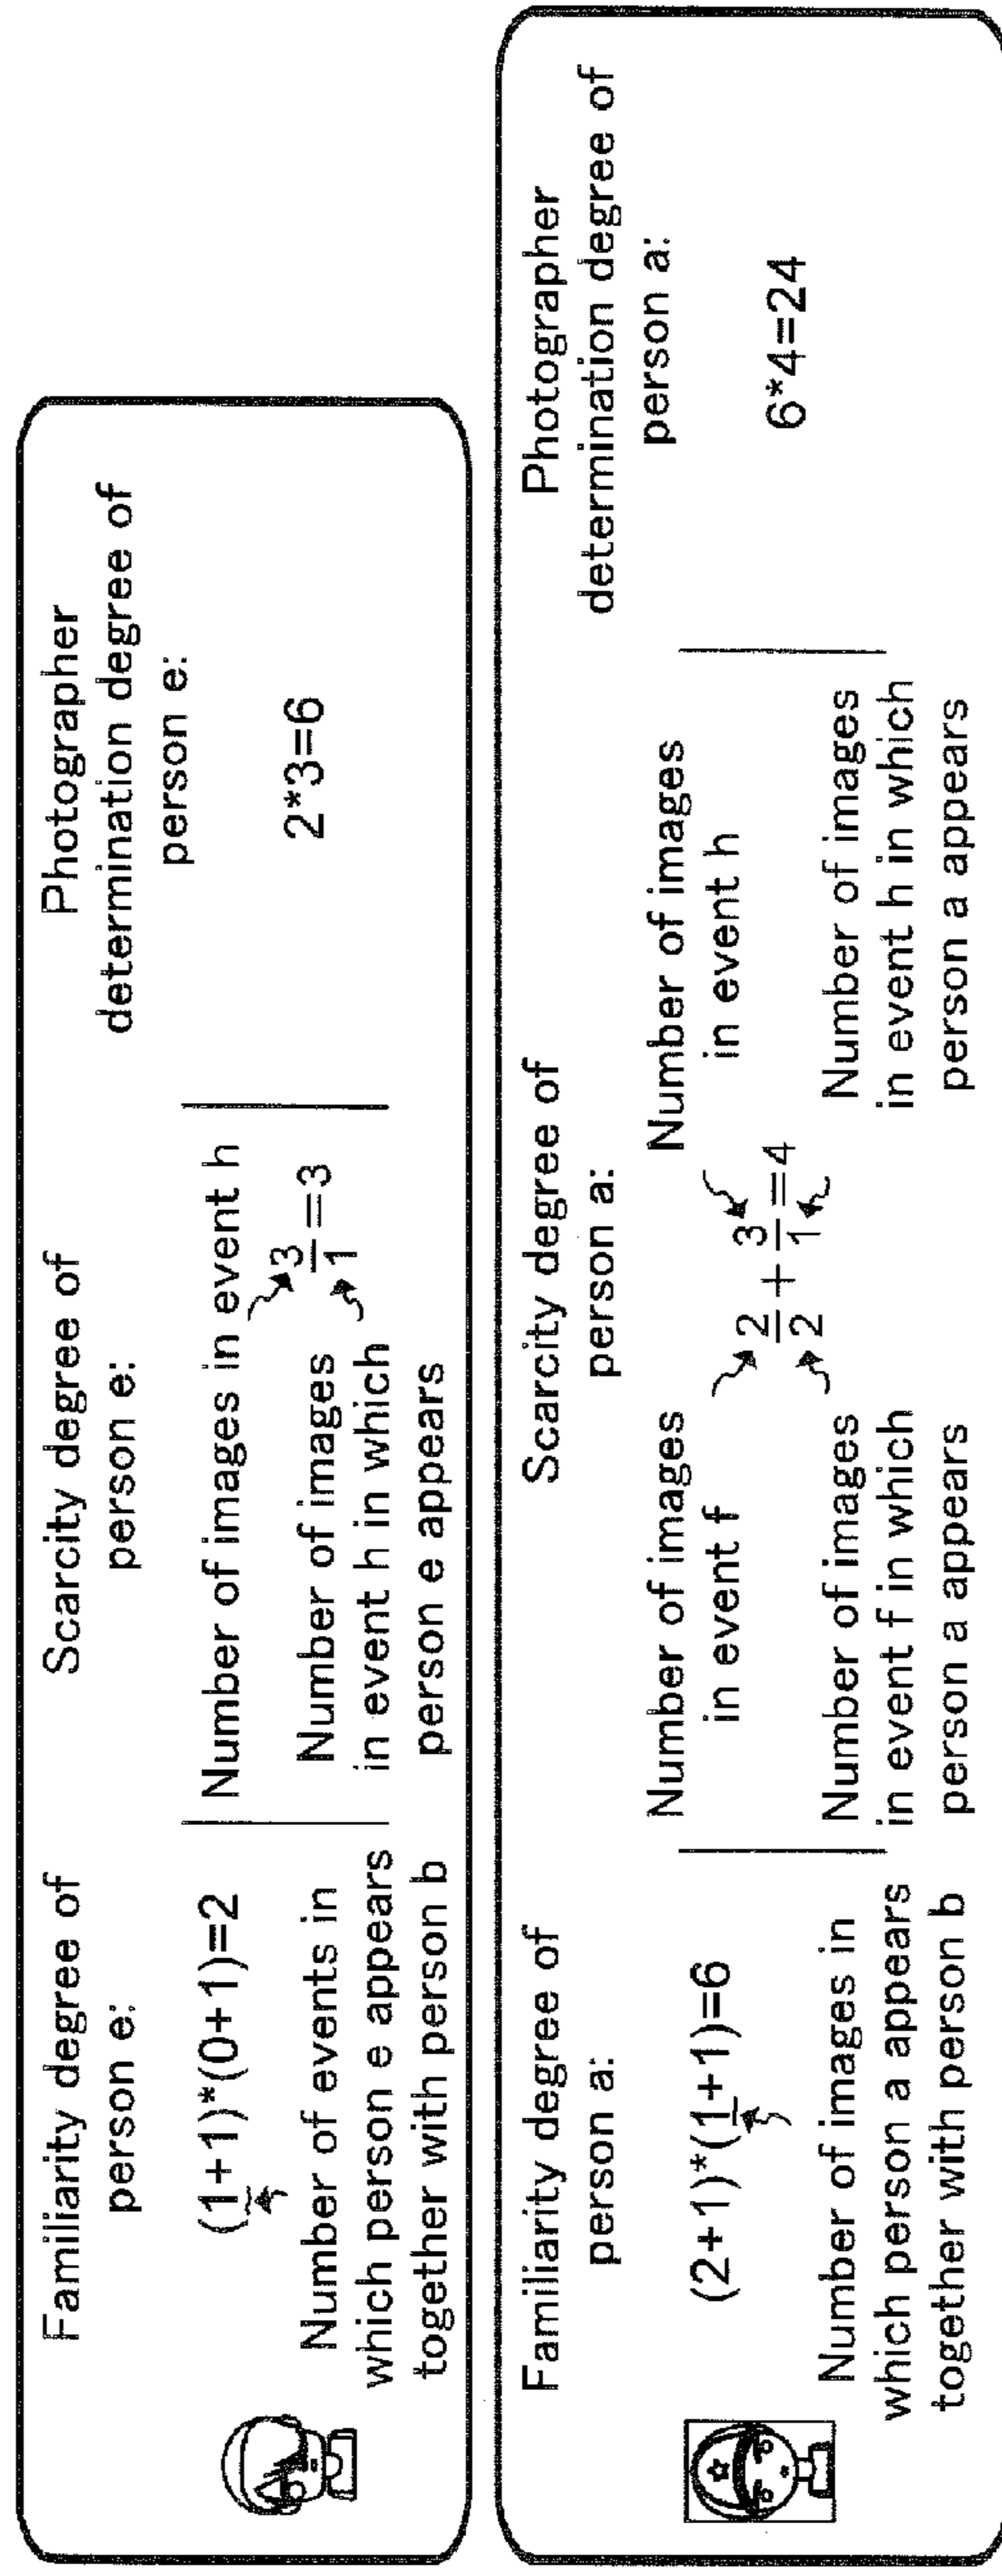 Familiarity degree of
person e:
(1+1)*(0+1)=2
Number of events in
which person e appears
together with person b
Scarcity degree of
person e:
Number of images in event h
3/1=3
Number of images
in event h in which
person e appears
Photographer
determination degree of
person e:
2*3=6
Familiarity degree of
person a:
(2+1)*(1+1)=6
Number of images in
which person a appears
together with person b
Scarcity degree of
person a:
Number of images
in event f
Number of images
in event h
2/2+3/1=4
Number of images
in event f in which
person a appears
Number of images
in event h in which
person a appears
Photographer
determination degree of
person a:
6*4=24